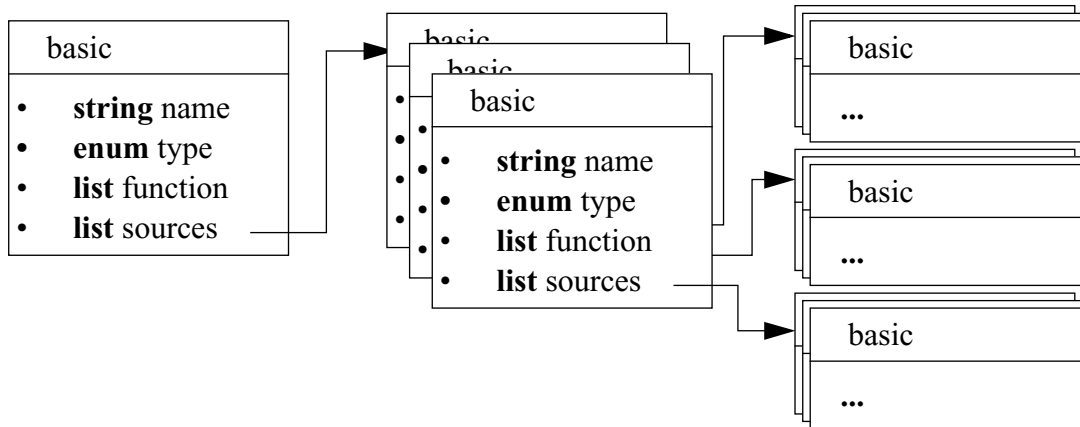 basic
• string name
• enum type
• list function
• list sources
basic
basic
basic
• string name
• enum type
• list function
• list sources
basic
...
basic
...
basic
...